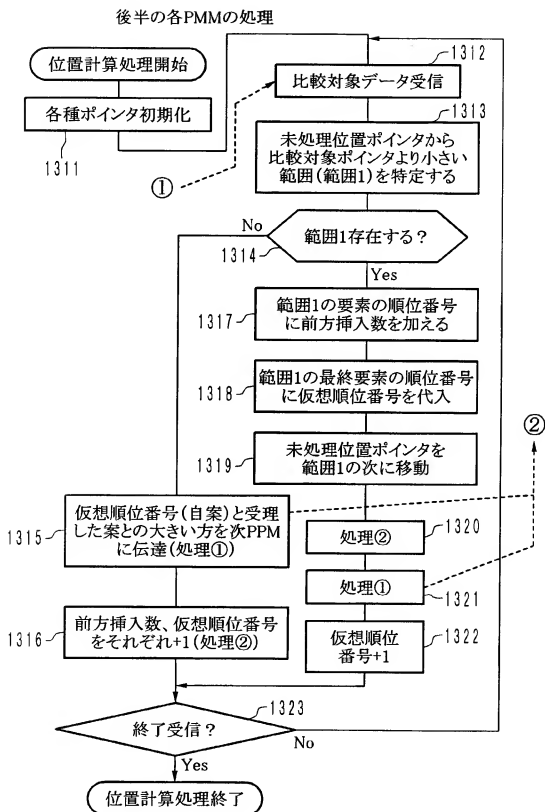 後半の各PMMの処理
位置計算処理開始
各種ポインタ初期化
1311
1312
比較対象データ受信
1313
未処理位置ポインタから
比較対象ポインタより小さい
範囲(範囲1)を特定する
①
No
範囲1存在する?
1314
Yes
1317
範囲1の要素の順位番号
に前方挿入数を加える
1318
範囲1の最終要素の順位番号
に仮想順位番号を代入
②
1319
未処理位置ポインタを
範囲1の次に移動
1315
仮想順位番号(自案)と受理
した案との大きい方を次PPM
に伝達(処理①)
処理②
1320
処理①
1321
1316
前方挿入数、仮想順位番号
をそれぞれ+1(処理②)
仮想順位
番号+1
1322
1323
終了受信?
No
Yes
位置計算処理終了